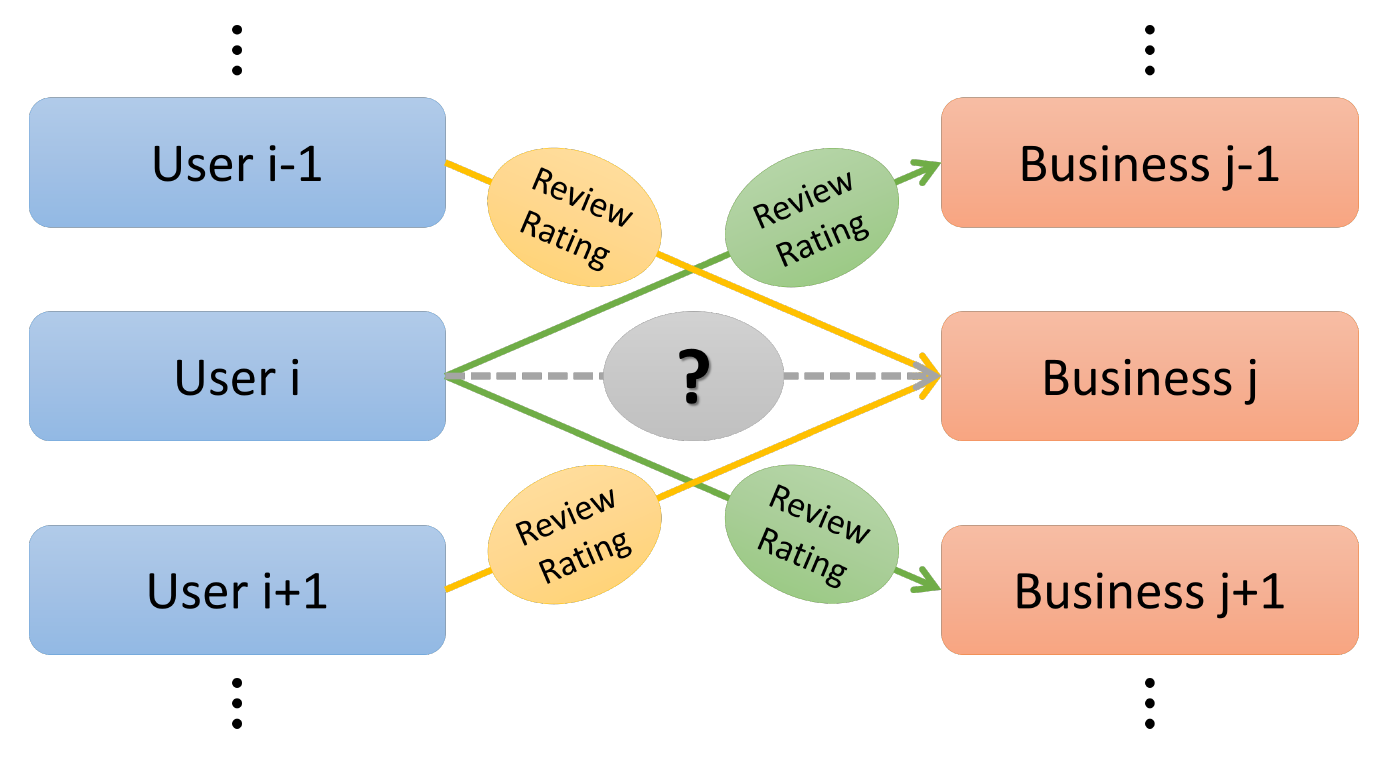 User i-1
Review
Rating
Review
Rating
Business j-1
User i
?
Business j
User i+1
Review
Rating
Review
Rating
Business j+1